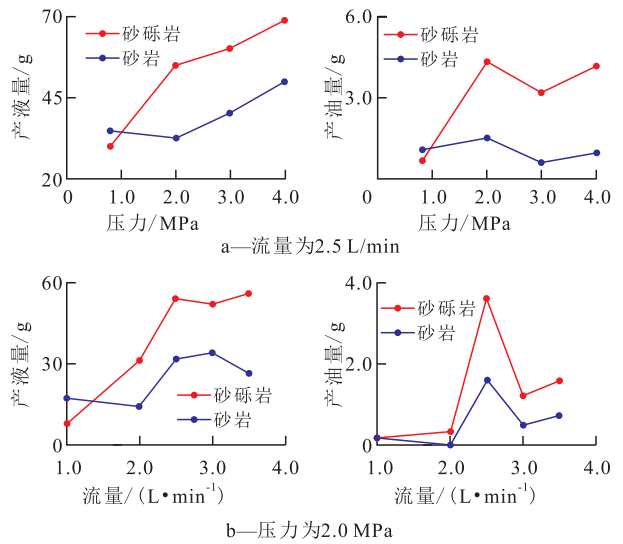 70
45
20
产液量/g
砂砾岩
砂岩
0 1.0 2.0 3.0 4.0
压力/MPa
6.0
3.0
0
产油量/g
砂砾岩
砂岩
1.0 2.0 3.0 4.0
压力/MPa
a—流量为2.5 L/min
60
30
0
产液量/g
砂砾岩
砂岩
1.0 2.0 3.0 4.0
流量/(L•min-1)
4.0
2.0
0
产油量/g
砂砾岩
砂岩
1.0 2.0 3.0 4.0
流量/(L•min-1)
b—压力为2.0 MPa